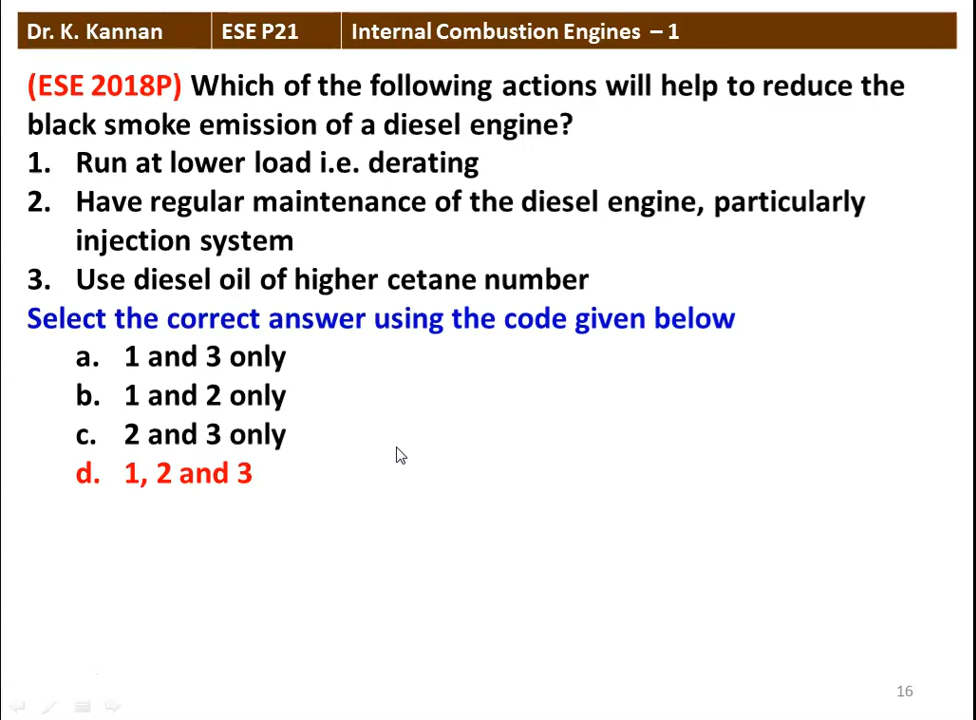 Dr. K. Kannan ESE P21 Internal Combustion Engines – 1
(ESE 2018P) Which of the following actions will help to reduce the
black smoke emission of a diesel engine?
1. Run at lower load i.e. derating
2. Have regular maintenance of the diesel engine, particularly
injection system
3. Use diesel oil of higher cetane number
Select the correct answer using the code given below
a. 1 and 3 only
b. 1 and 2 only
c. 2 and 3 only
d. 1, 2 and 3
16